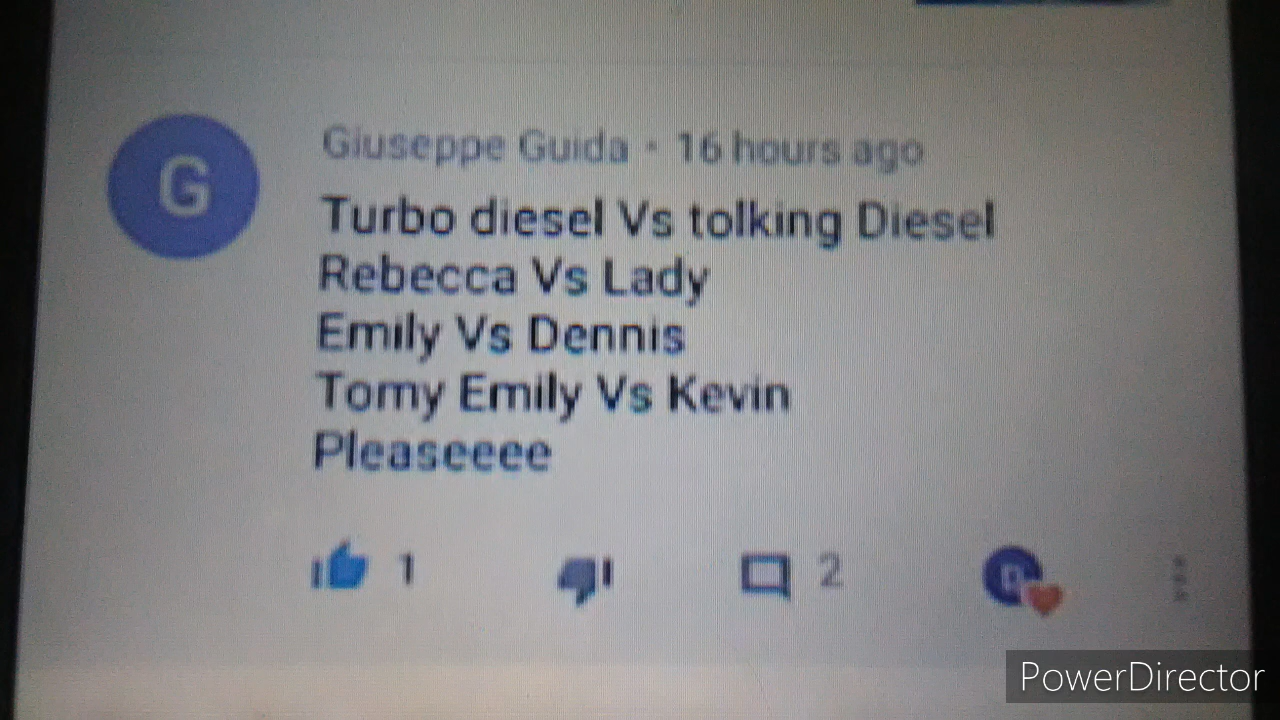 G
Giuseppe Guida · 16 hours ago
Turbo diesel Vs tolking Diesel
Rebecca Vs Lady
Emily Vs Dennis
Tomy Emily Vs Kevin
Pleaseeee
1
2
PowerDirector